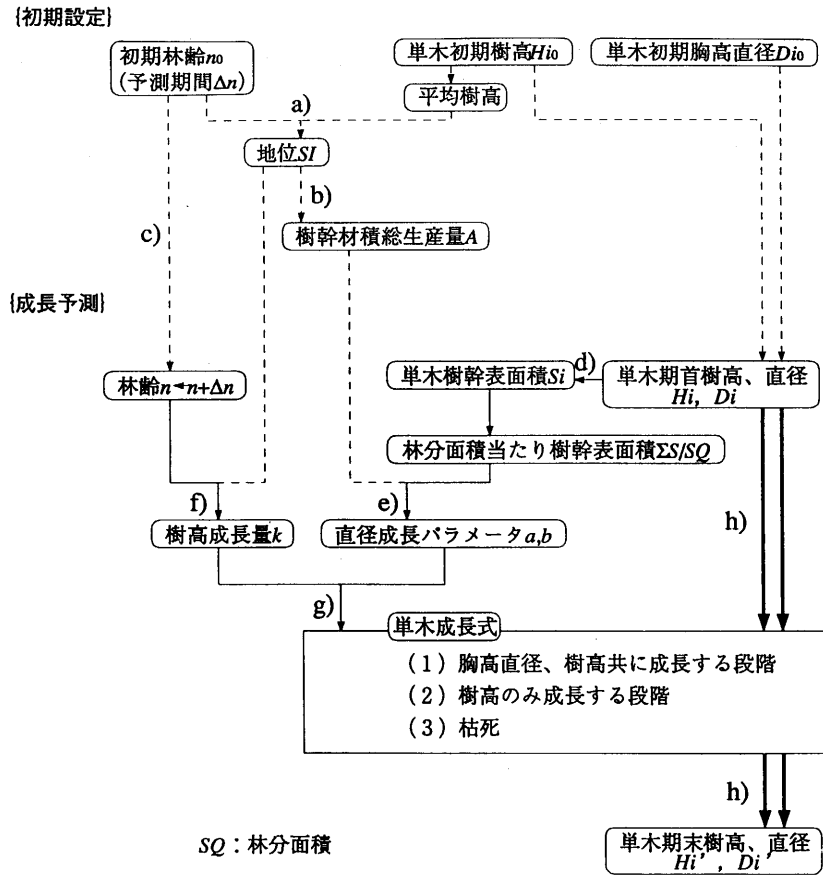 {初期設定}
初期林齢n0
(予測期間Δn)
単木初期樹高Hi0
単木初期胸高直径Di0
平均樹高
a)
地位SI
b)
c)
樹幹材積総生産量A
{成長予測}
林齢n◄n+Δn
単木樹幹表面積Si
d)
単木期首樹高、直径
Hi, Di
林分面積当たり樹幹表面積ΣS/SQ
f)
e)
h)
樹高成長量k
直径成長パラメータa,b
g)
単木成長式
(1) 胸高直径、樹高共に成長する段階
(2) 樹高のみ成長する段階
(3) 枯死
h)
SQ：林分面積
単木期末樹高、直径
Hi', Di'